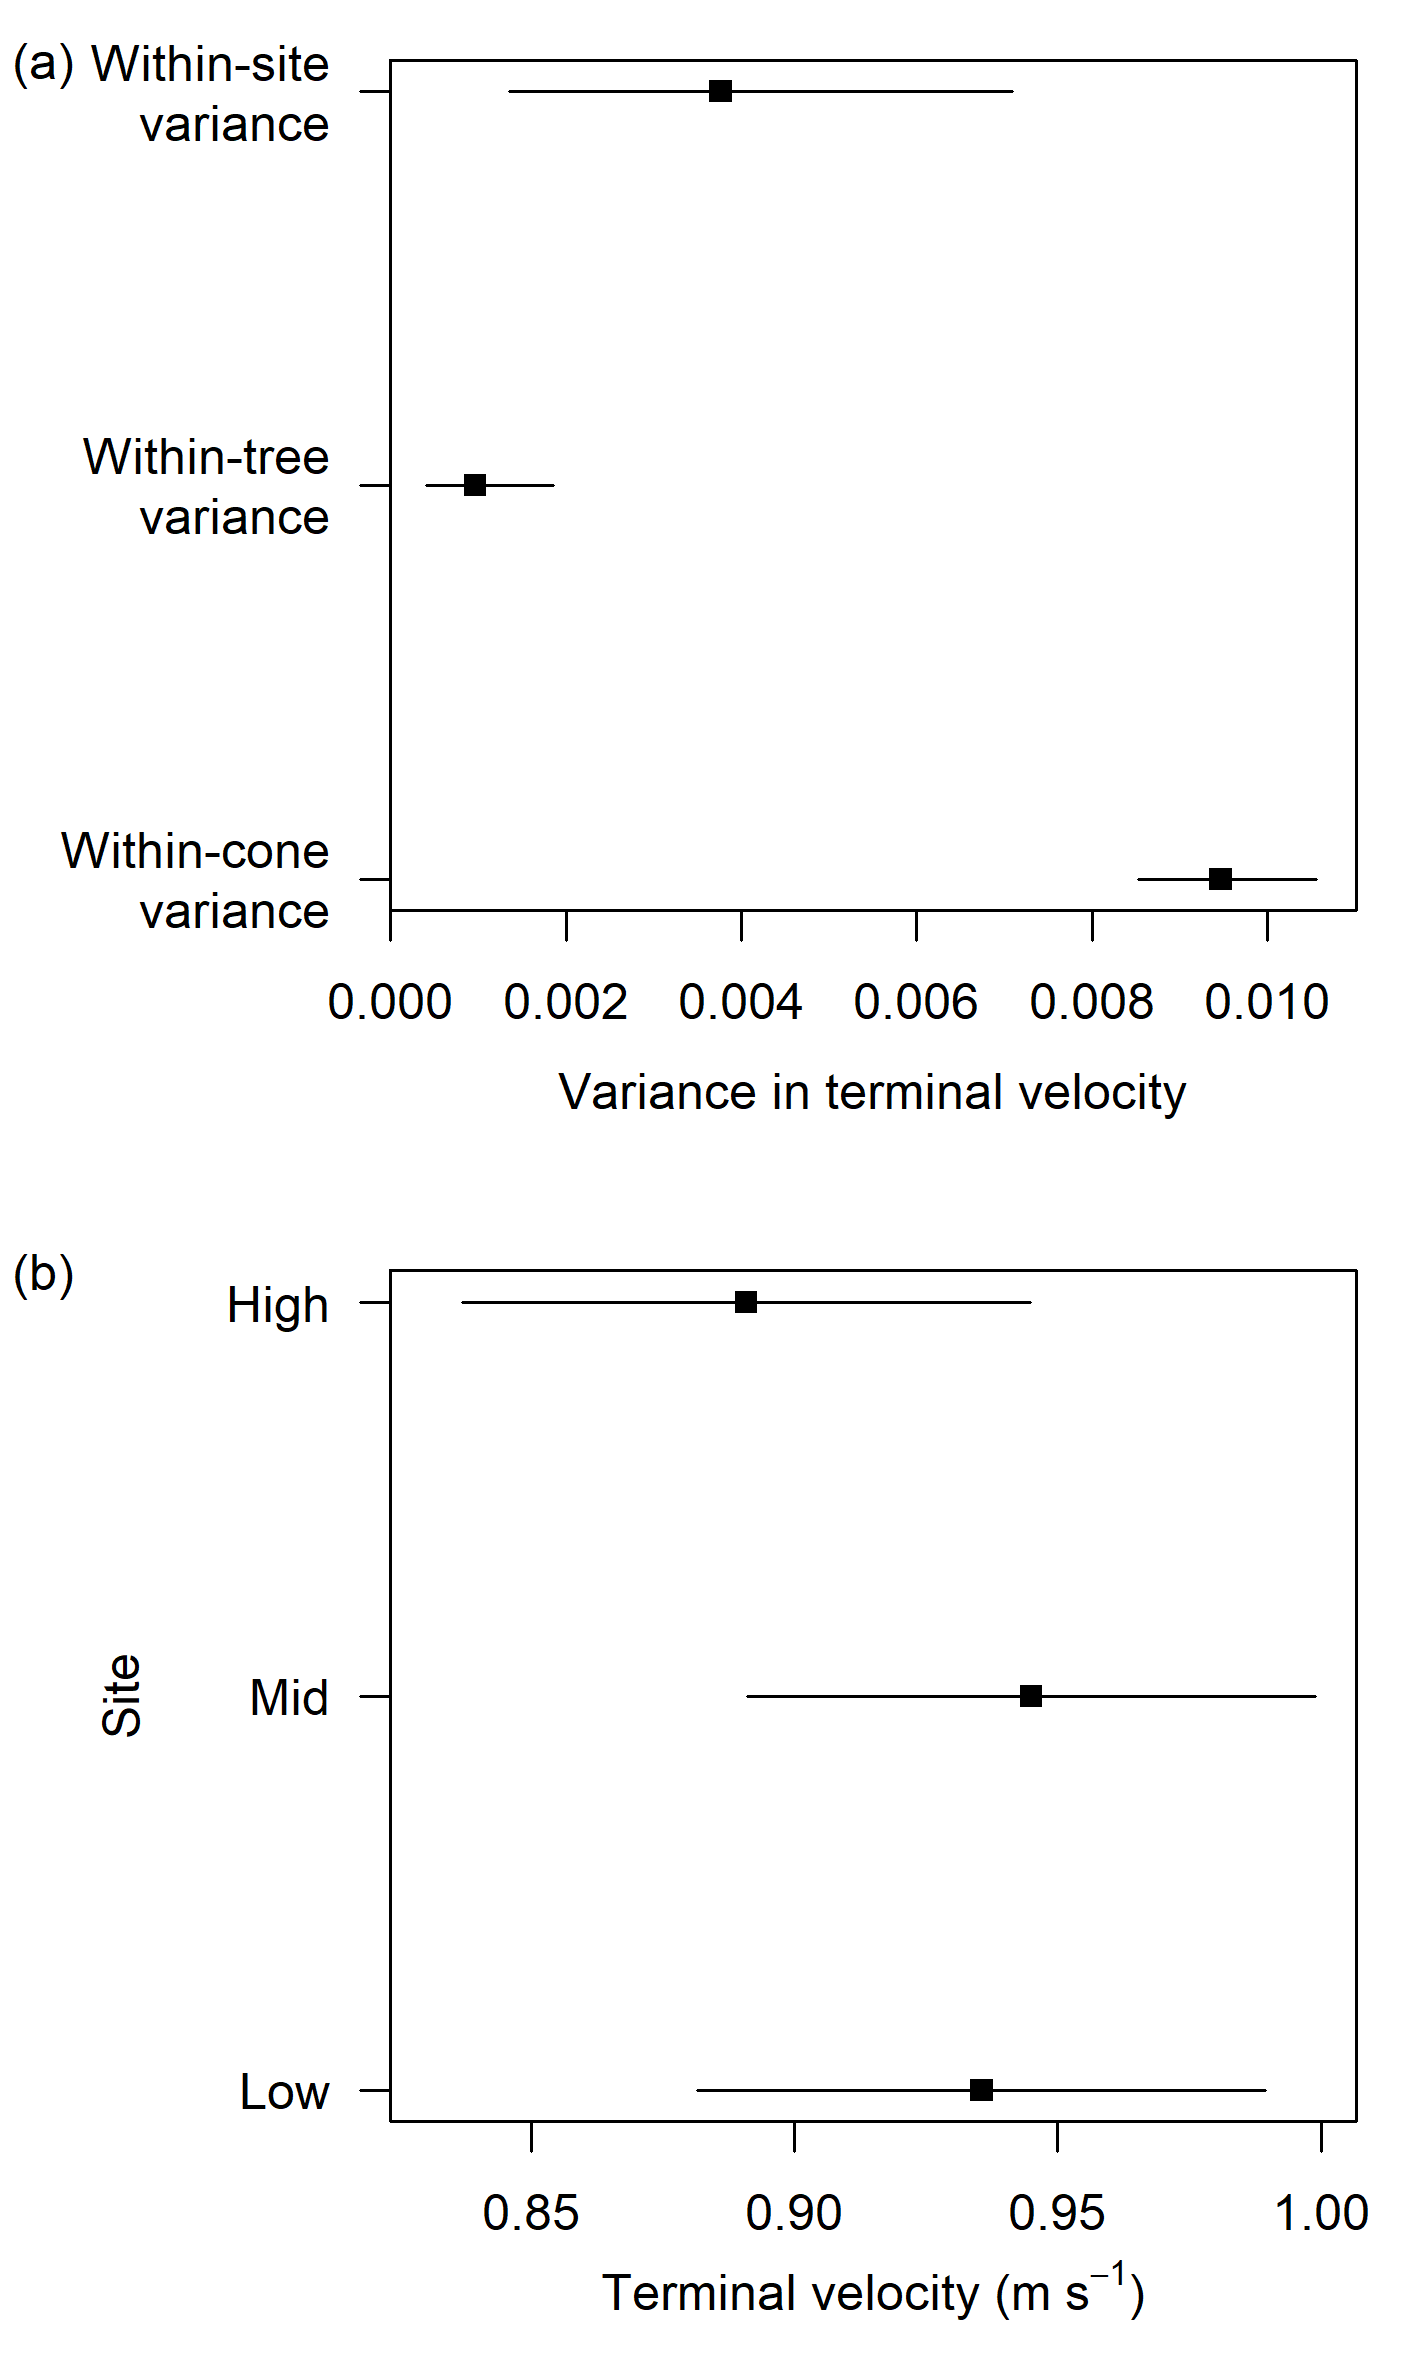 (a) Within-site
variance
Within-tree
variance
Within-cone
variance
0.000 0.002 0.004 0.006 0.008 0.010
Variance in terminal velocity
(b)
High
Mid
Low
Site
0.85 0.90 0.95 1.00
Terminal velocity (m s⁻¹)